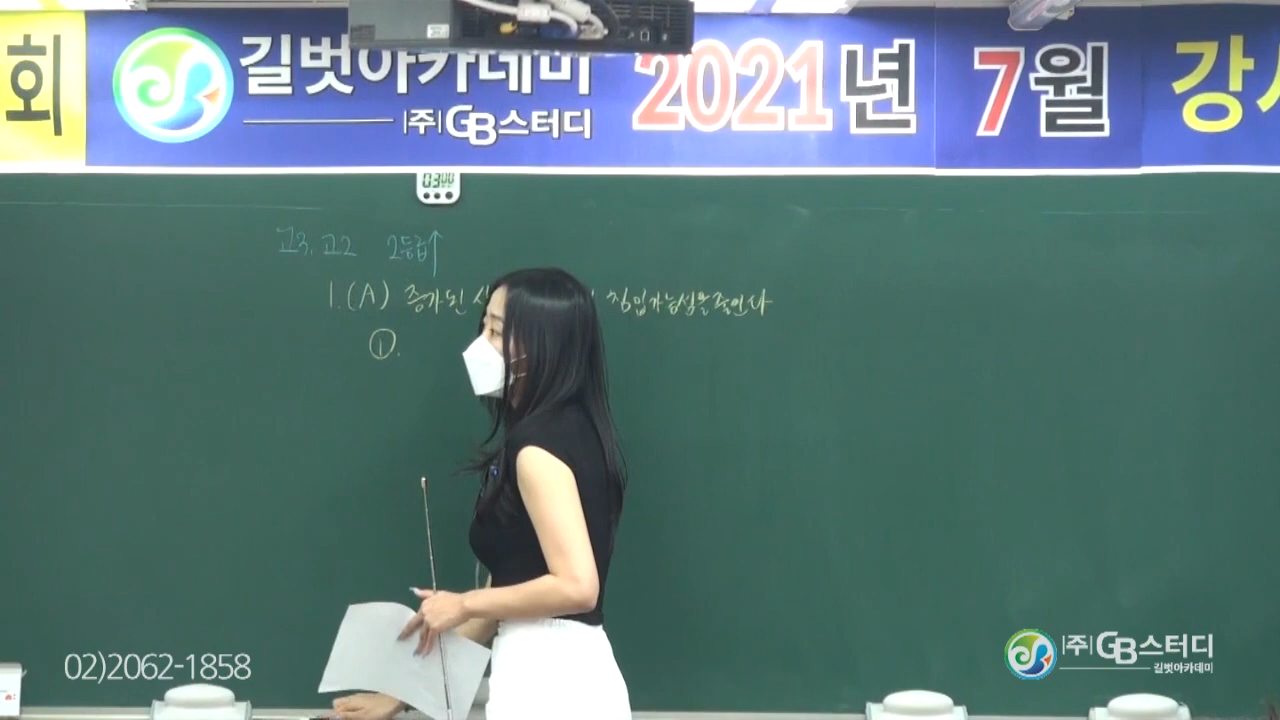 회 길벗아카데미 2021년 7월 강
(주)GB스터디
03:00
고3. 고2 2등급↑
1.(A) 증가된 침입가능성을 줄인다
①.
02)2062-1858
(주)GB스터디
길벗아카데미